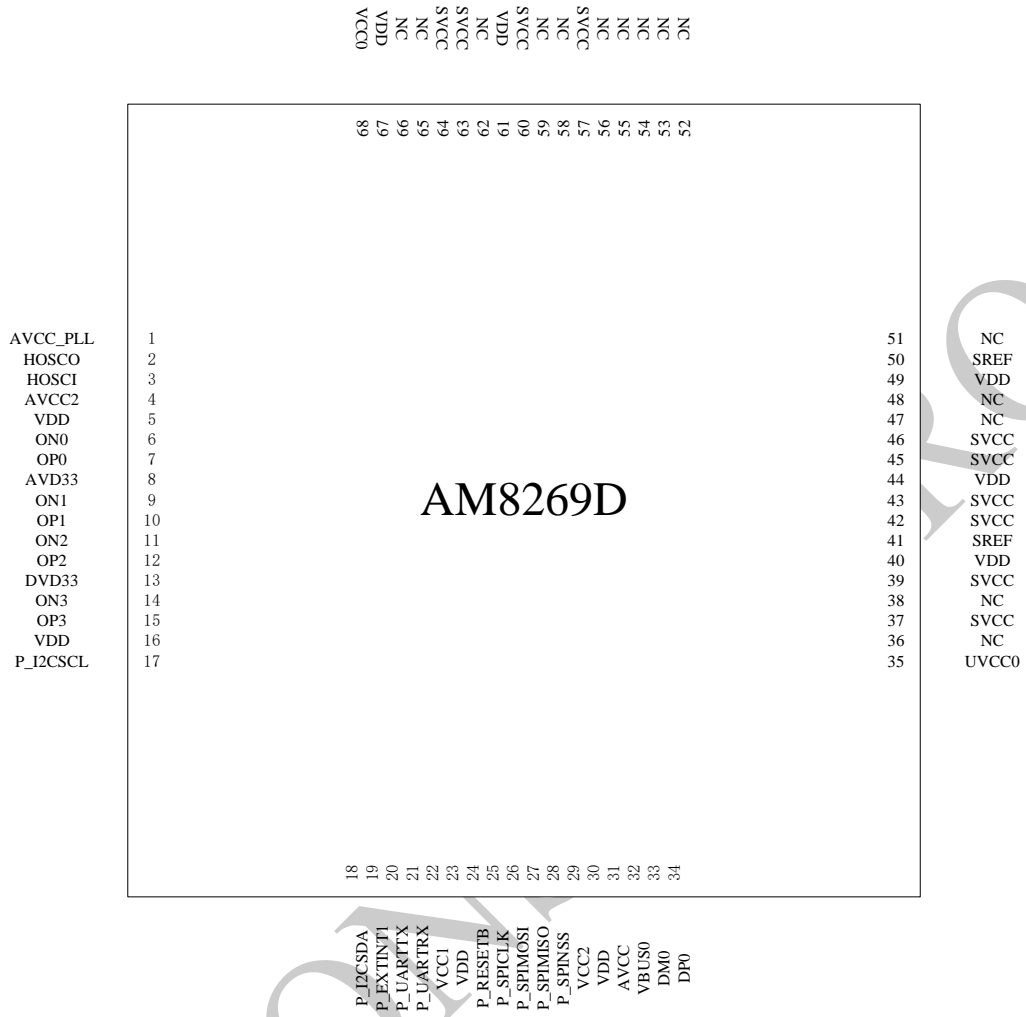 VCC0
VDD
NC
NC
SVCC
SVCC
NC
VDD
SVCC
NC
NC
SVCC
NC
NC
NC
NC
NC
68
67
66
65
64
63
62
61
60
59
58
57
56
55
54
53
52
AVCC_PLL 1
HOSCO 2
HOSCI 3
AVCC2 4
VDD 5
ON0 6
OP0 7
AVD33 8
ON1 9
OP1 10
ON2 11
OP2 12
DVD33 13
ON3 14
OP3 15
VDD 16
P_I2CSCL 17
AM8269D
51 NC
50 SREF
49 VDD
48 NC
47 NC
46 SVCC
45 SVCC
44 VDD
43 SVCC
42 SVCC
41 SREF
40 VDD
39 SVCC
38 NC
37 SVCC
36 NC
35 UVCC0
18
19
20
21
22
23
24
25
26
27
28
29
30
31
32
33
34
P_I2CSDA
P_EXTINT1
P_UARTTX
P_UARTRX
VCC1
VDD
P_RESETB
P_SPICLK
P_SPIMOSI
P_SPIMISO
P_SPINSS
VCC2
VDD
AVCC
VBUS0
DM0
DP0